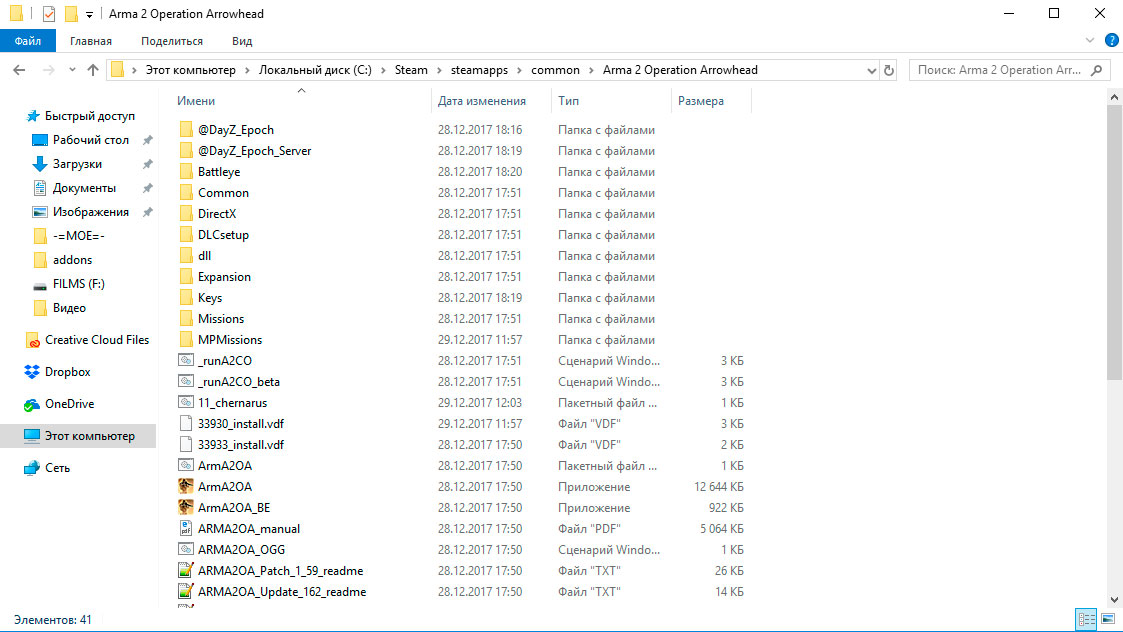 Arma 2 Operation Arrowhead
Файл Главная Поделиться Вид
Этот компьютер Локальный диск (C:) Steam steamapps common Arma 2 Operation Arrowhead Поиск: Arma 2 Operation Arr...
Имени Дата изменения Тип Размера
Быстрый доступ
Рабочий стол
Загрузки
Документы
Изображения
-=MOE=-
addons
FILMS (F:)
Видео
Creative Cloud Files
Dropbox
OneDrive
Этот компьютер
Сеть
@DayZ_Epoch 28.12.2017 18:16 Папка с файлами
@DayZ_Epoch_Server 28.12.2017 18:19 Папка с файлами
Battleye 28.12.2017 18:20 Папка с файлами
Common 28.12.2017 17:51 Папка с файлами
DirectX 28.12.2017 17:51 Папка с файлами
DLCsetup 28.12.2017 17:51 Папка с файлами
dll 28.12.2017 17:51 Папка с файлами
Expansion 28.12.2017 17:51 Папка с файлами
Keys 28.12.2017 18:19 Папка с файлами
Missions 28.12.2017 17:51 Папка с файлами
MPMissions 29.12.2017 11:57 Папка с файлами
_runA2CO 28.12.2017 17:51 Сценарий Windo... 3 КБ
_runA2CO_beta 28.12.2017 17:51 Сценарий Windo... 3 КБ
11_chernarus 29.12.2017 12:03 Пакетный файл ... 1 КБ
33930_install.vdf 29.12.2017 11:57 Файл "VDF" 3 КБ
33933_install.vdf 28.12.2017 17:50 Файл "VDF" 2 КБ
ArmA2OA 28.12.2017 17:50 Пакетный файл ... 1 КБ
ArmA2OA 28.12.2017 17:50 Приложение 12 644 КБ
ArmA2OA_BE 28.12.2017 17:50 Приложение 922 КБ
ARMA2OA_manual 28.12.2017 17:50 Файл "PDF" 5 064 КБ
ARMA2OA_OGG 28.12.2017 17:50 Сценарий Windo... 1 КБ
ARMA2OA_Patch_1_59_readme 28.12.2017 17:50 Файл "TXT" 26 КБ
ARMA2OA_Update_162_readme 28.12.2017 17:50 Файл "TXT" 14 КБ
Элементов: 41